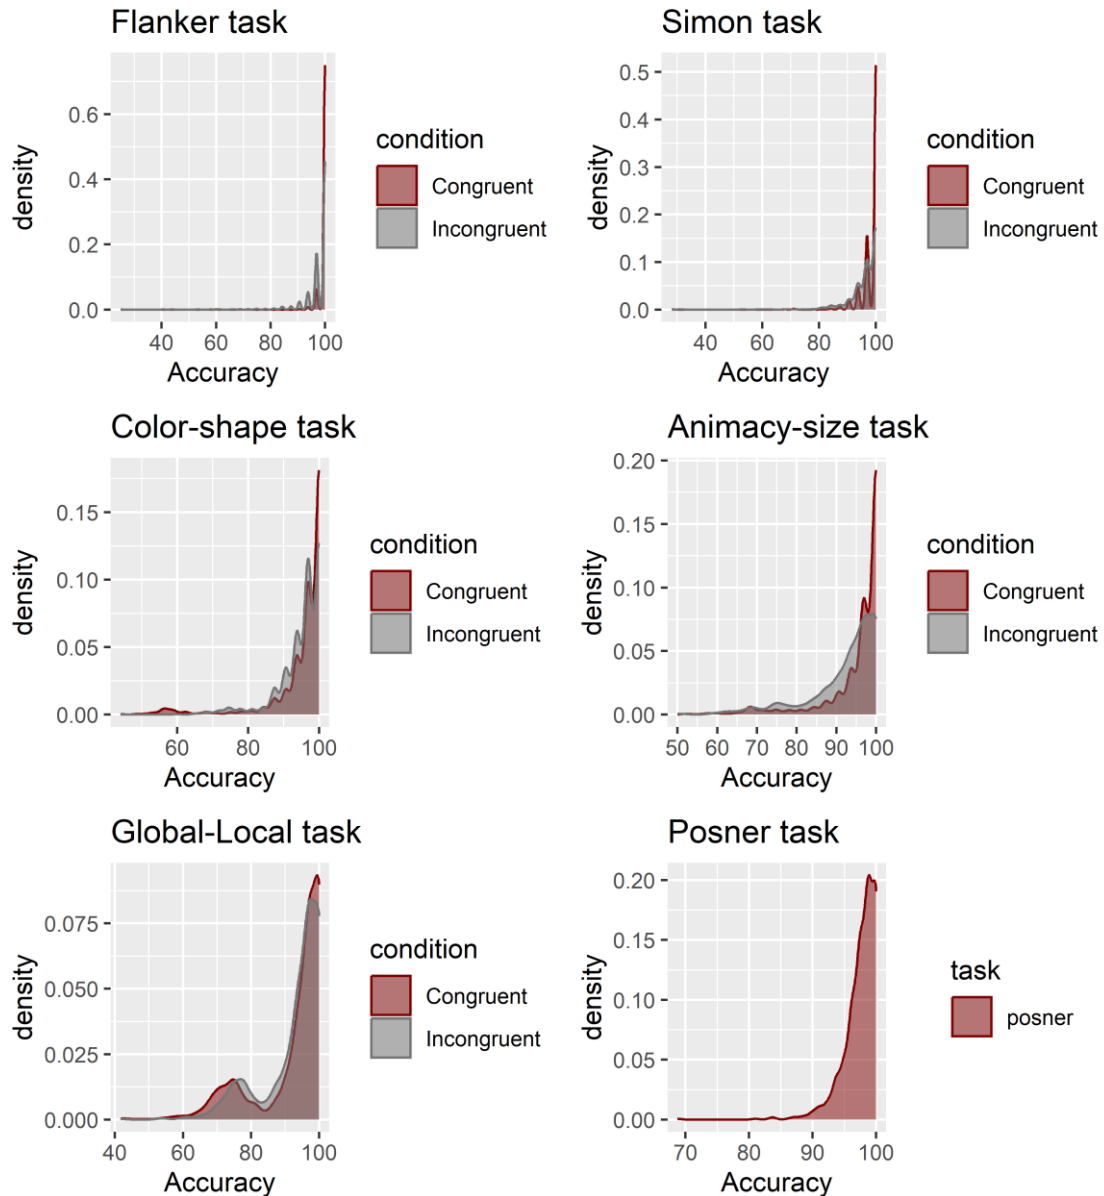 Flanker task
density
0.6
0.4
0.2
0.0
40 60 80 100
Accuracy
condition
Congruent
Incongruent
Simon task
density
0.5
0.4
0.3
0.2
0.1
0.0
40 60 80 100
Accuracy
condition
Congruent
Incongruent
Color-shape task
density
0.15
0.10
0.05
0.00
60 80 100
Accuracy
condition
Congruent
Incongruent
Animacy-size task
density
0.20
0.15
0.10
0.05
0.00
50 60 70 80 90 100
Accuracy
condition
Congruent
Incongruent
Global-Local task
density
0.075
0.050
0.025
0.000
40 60 80 100
Accuracy
condition
Congruent
Incongruent
Posner task
density
0.20
0.15
0.10
0.05
0.00
70 80 90 100
Accuracy
task
posner